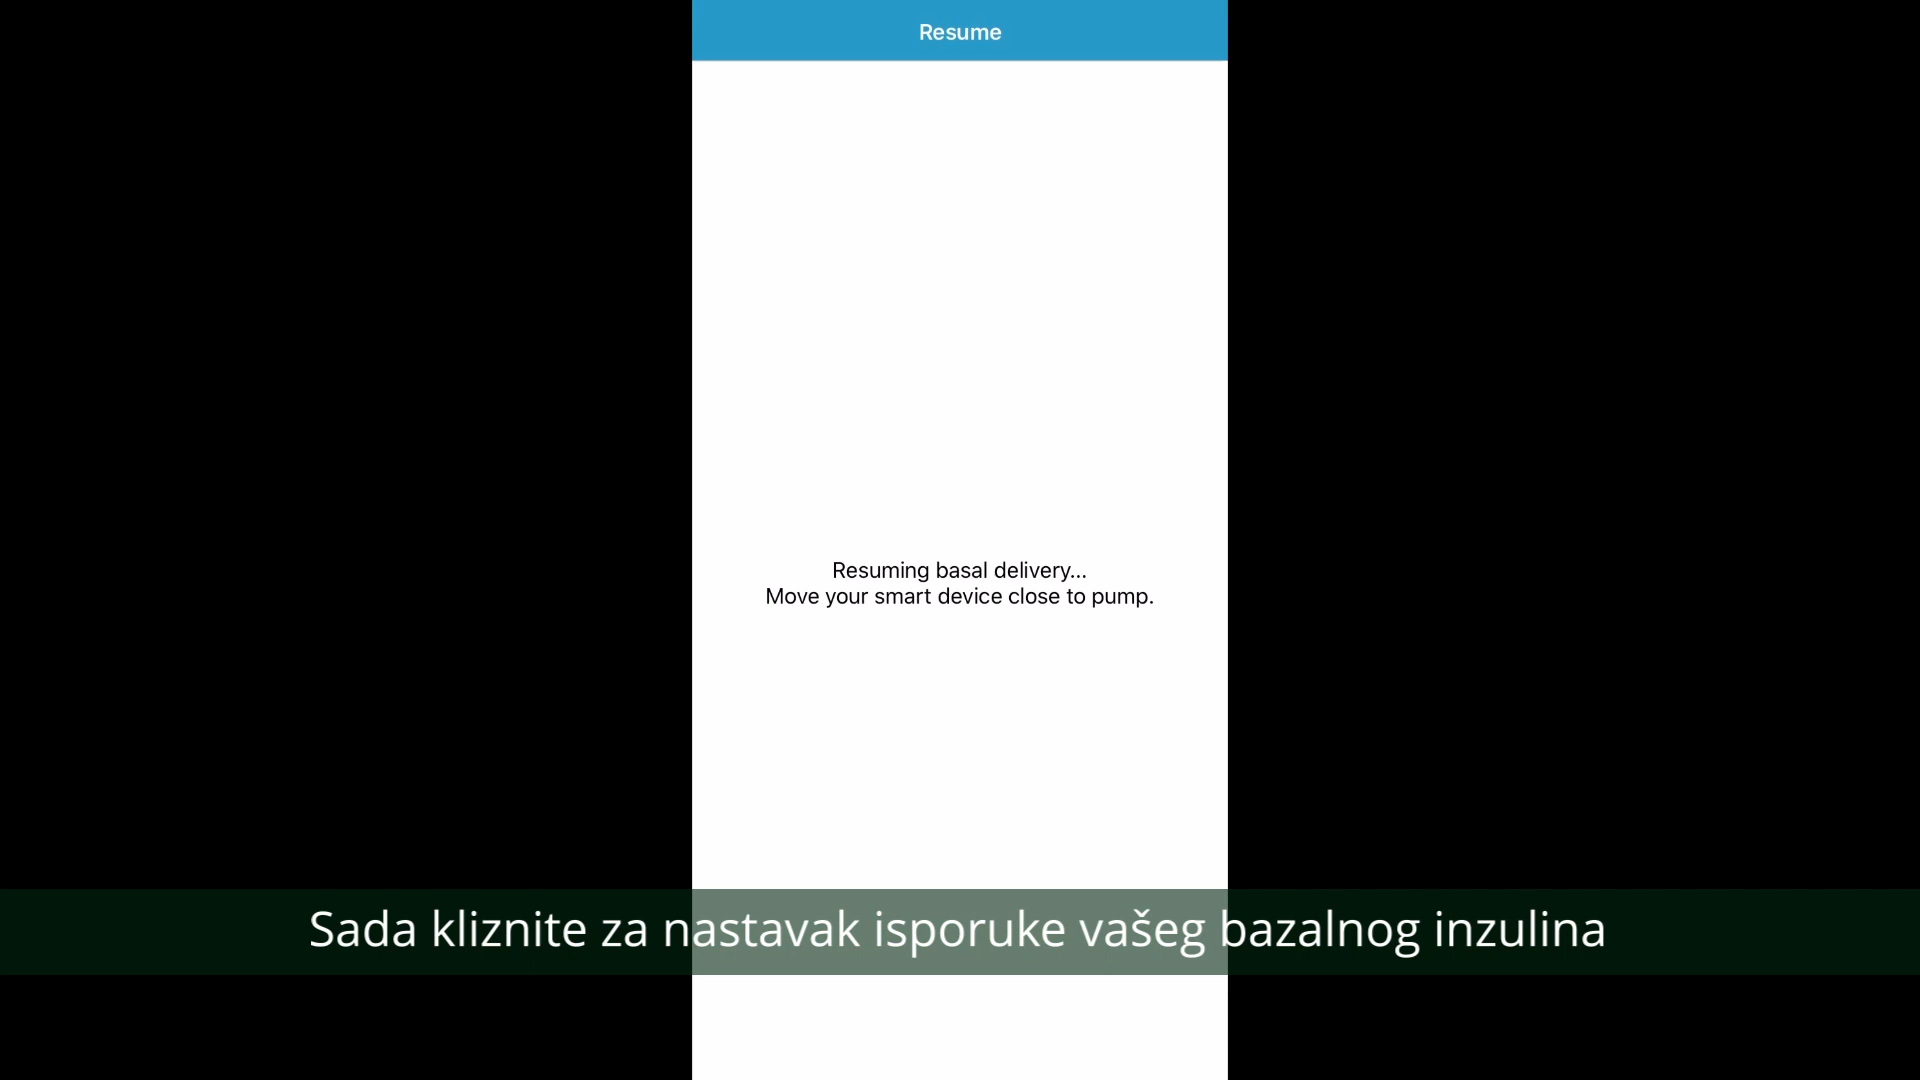 Resume
Resuming basal delivery...
Move your smart device close to pump.
Sada kliznite za nastavak isporuke vašeg bazalnog inzulina